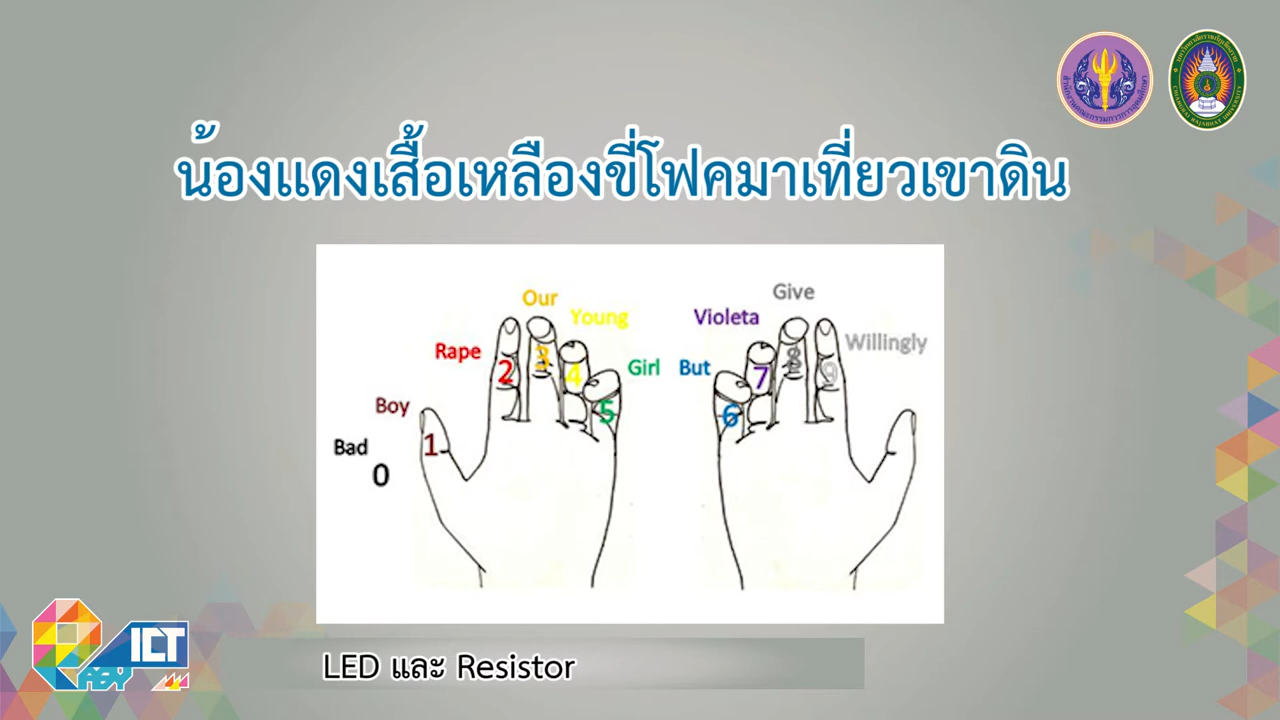 น้องแดงเสื้อเหลืองขี่โฟคมาเที่ยวเขาดิน
Our
Give
Young
Violeta
Rape
Willingly
Girl
But
Boy
Bad
0
1
2
3
4
5
6
7
8
9
ICT
LED และ Resistor